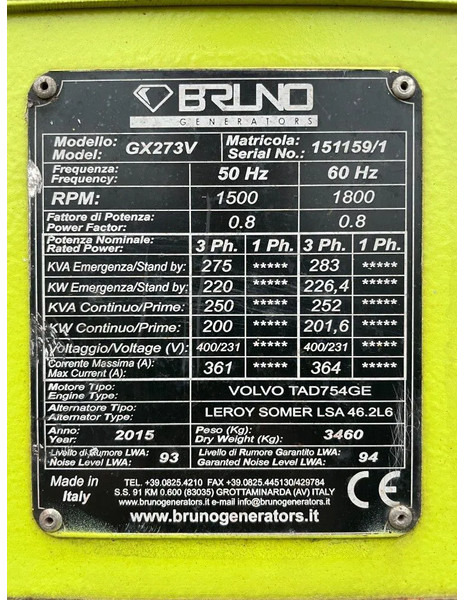 BRUNO
GENERATORS
Modello: GX273V Matricola: 151159/1
Model: Serial No.:
Frequenza: 50 Hz 60 Hz
Frequency:
RPM: 1500 1800
Fattore di Potenza: 0.8 0.8
Power Factor:
Potenza Nominale: 3 Ph. 1 Ph. 3 Ph. 1 Ph.
Rated Power:
KVA Emergenza/Stand by: 275 ***** 283 *****
KW Emergenza/Stand by: 220 ***** 226,4 *****
KVA Continuo/Prime: 250 ***** 252 *****
KW Continuo/Prime: 200 ***** 201,6 *****
Voltaggio/Voltage (V): 400/231 ***** 400/231 *****
Corrente Massima (A): 361 ***** 364 *****
Max Current (A):
Motore Tipo: VOLVO TAD754GE
Engine Type:
Alternatore Tipo: LEROY SOMER LSA 46.2L6
Alternator Type:
Anno: 2015 Peso (Kg): 3460
Year: Dry Weight (Kg):
Livello di Rumore LWA: 93 Livello di Rumore Garantito LWA: 94
Noise Level LWA: Garanted Noise Level LWA:
Made in Italy
TEL. +39.0825.4210 FAX +39.0825.445130/429784
S.S. 91 KM 0.600 (83035) GROTTAMINARDA (AV) ITALY
www.brunogenerators.it e-mail info@brunogenerators.it
www.brunogenerators.it
CE